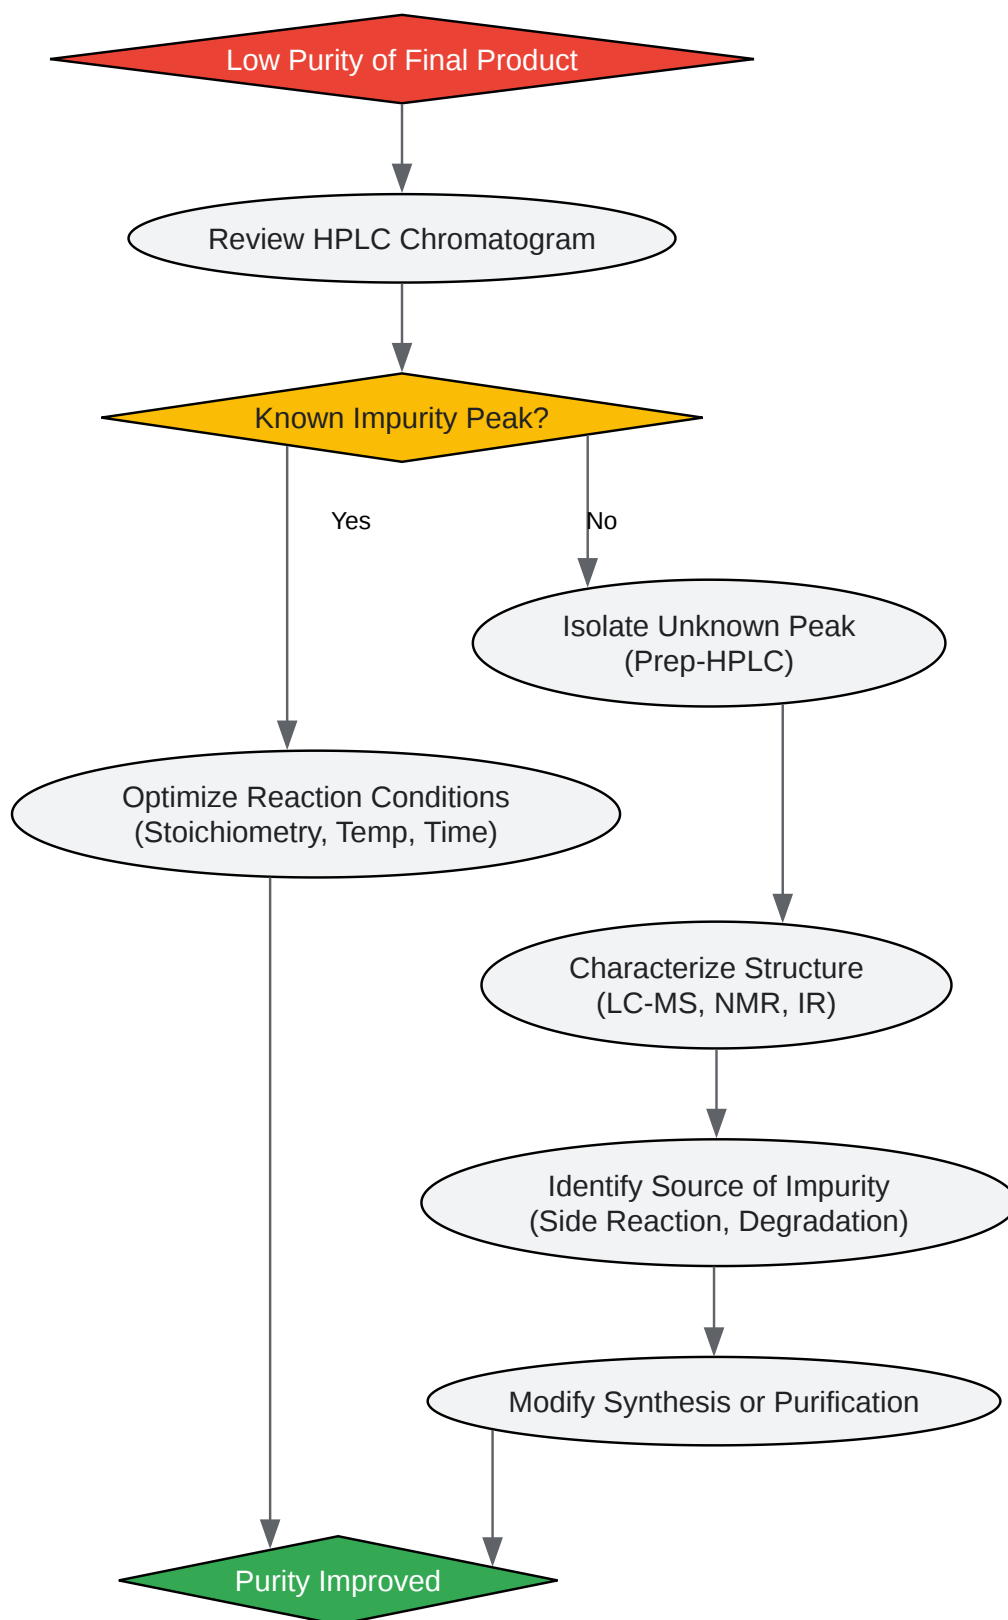 Low Purity of Final Product
Review HPLC Chromatogram
Known Impurity Peak?
Yes
No
Isolate Unknown Peak
(Prep-HPLC)
Optimize Reaction Conditions
(Stoichiometry, Temp, Time)
Characterize Structure
(LC-MS, NMR, IR)
Identify Source of Impurity
(Side Reaction, Degradation)
Modify Synthesis or Purification
Purity Improved